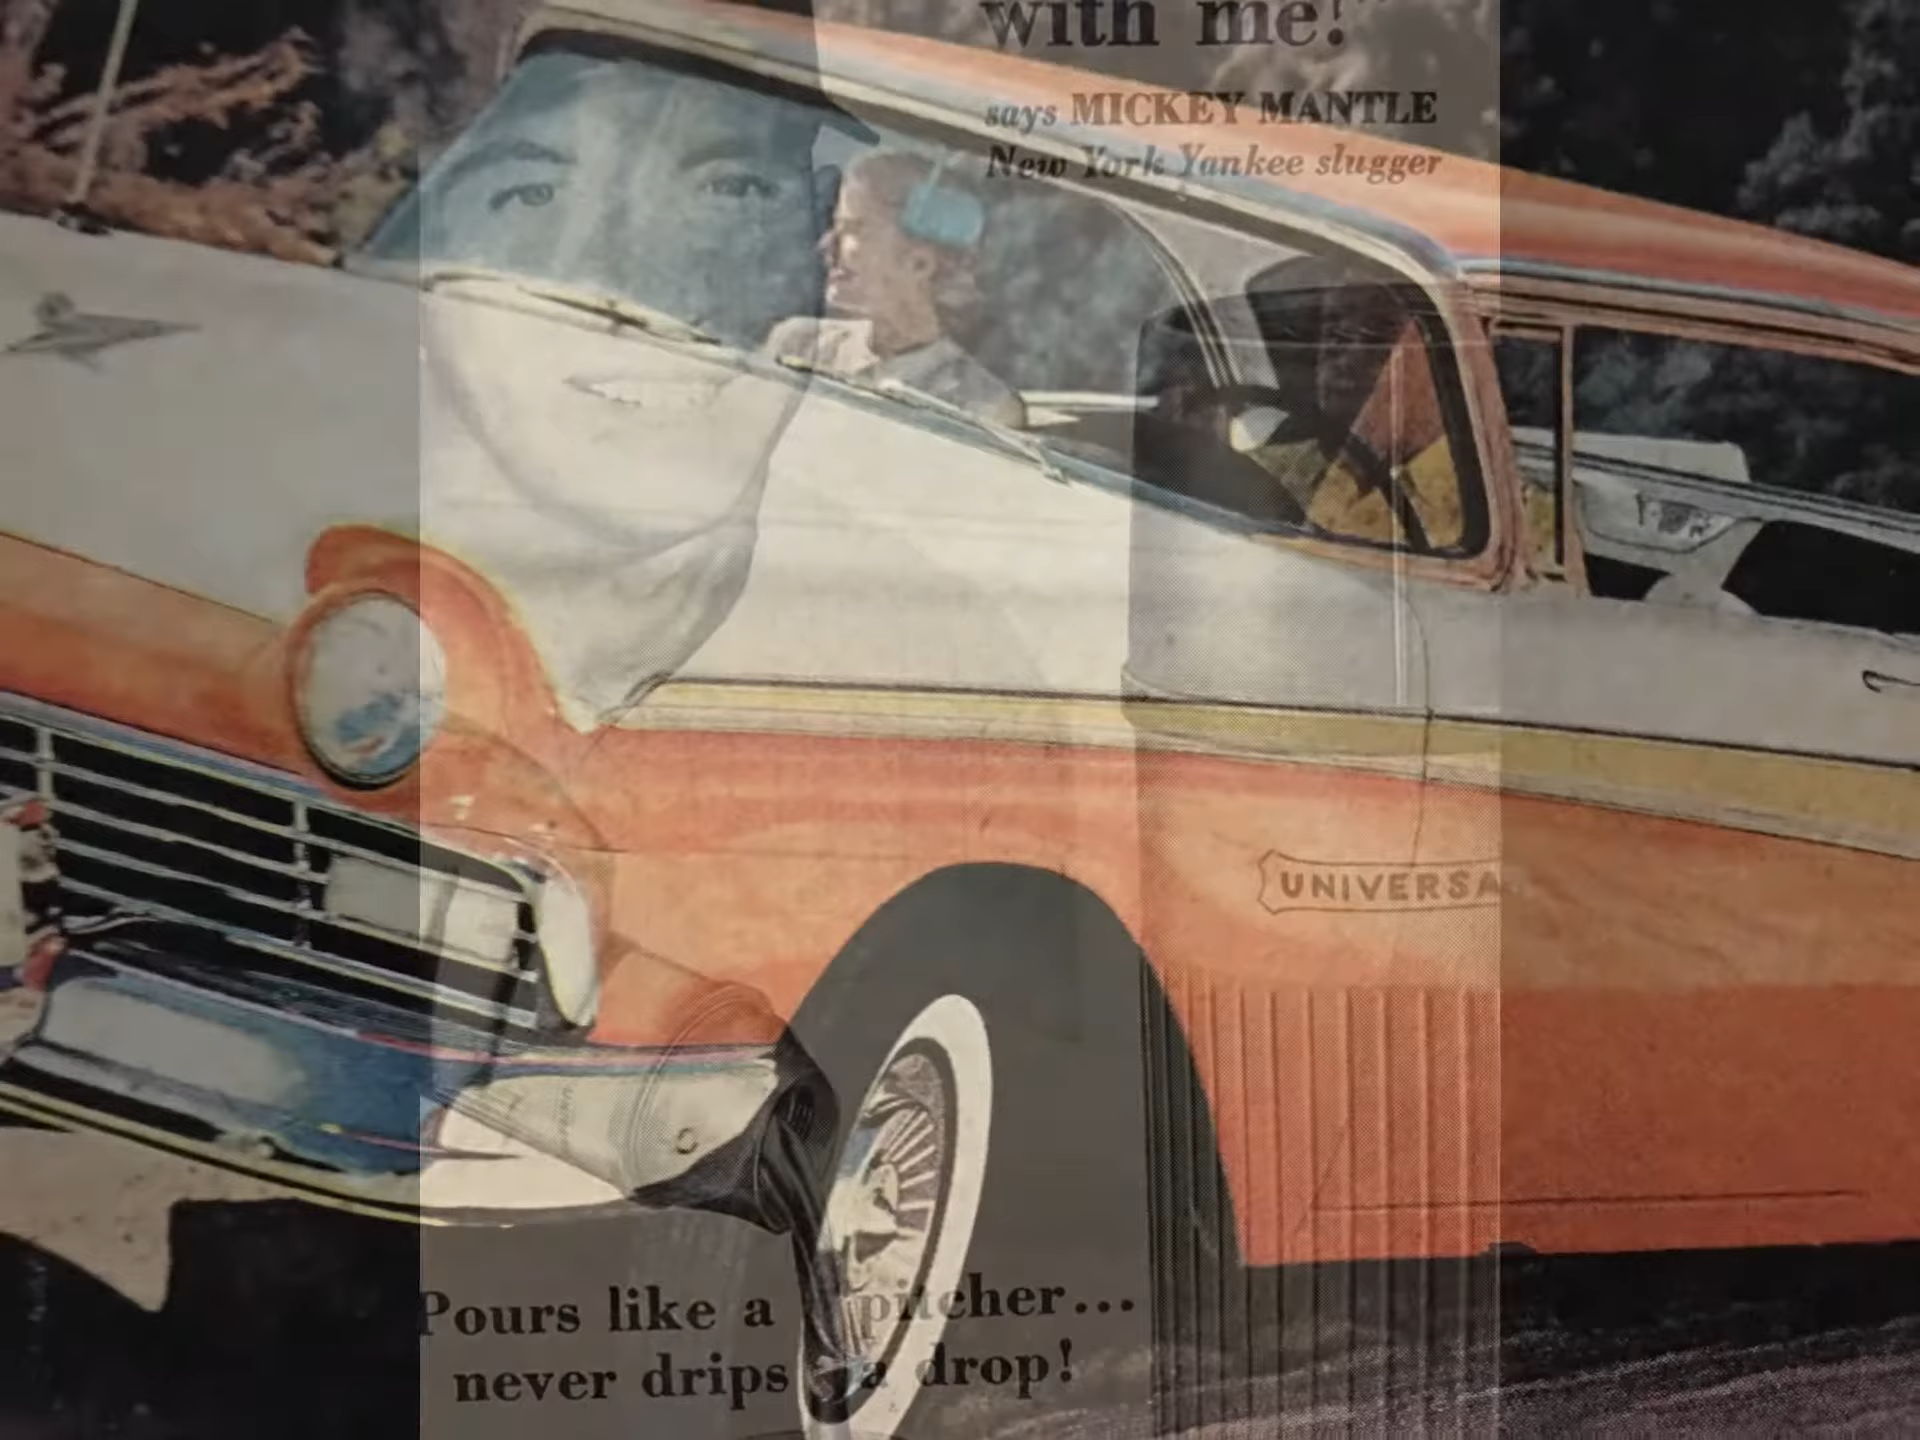 with me!"
says MICKEY MANTLE
New York Yankee slugger
UNIVERSA
Pours like a pitcher...
never drips a drop!